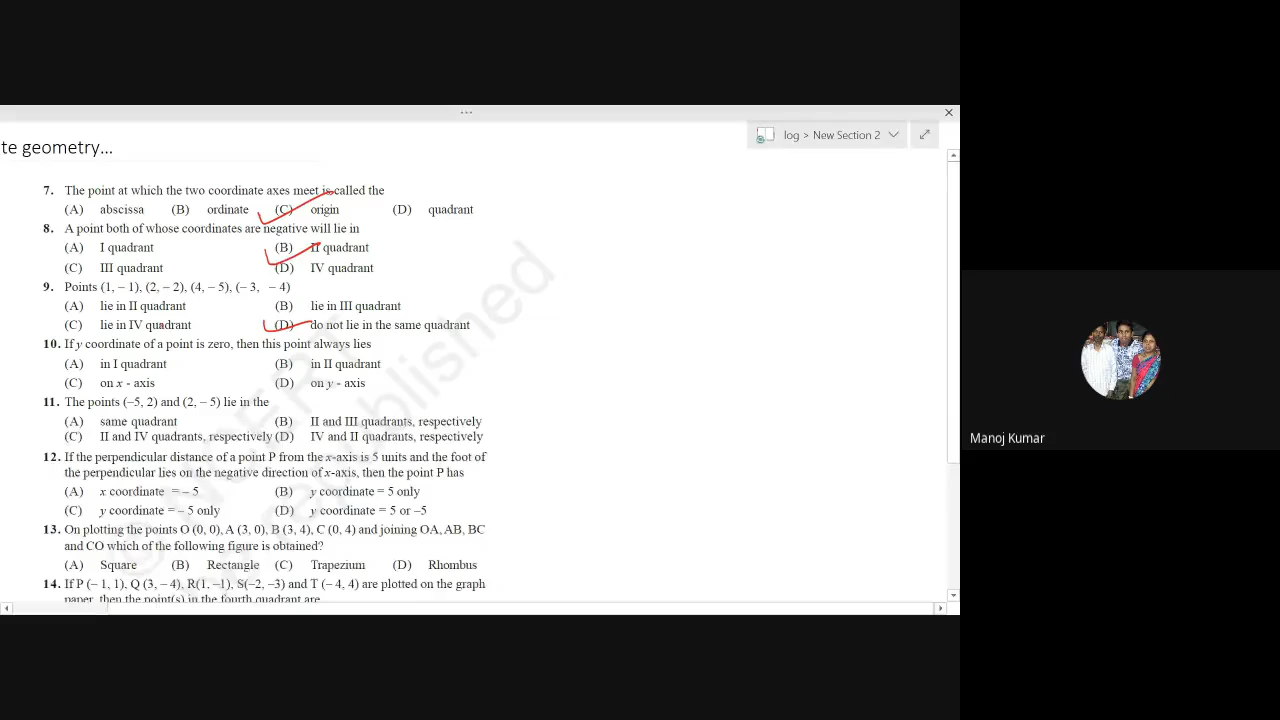 log > New Section 2
te geometry...
7. The point at which the two coordinate axes meet is called the
(A) abscissa (B) ordinate (C) origin (D) quadrant
8. A point both of whose coordinates are negative will lie in
(A) I quadrant (B) II quadrant
(C) III quadrant (D) IV quadrant
9. Points (1, – 1), (2, – 2), (4, – 5), (– 3, – 4)
(A) lie in II quadrant (B) lie in III quadrant
(C) lie in IV quadrant (D) do not lie in the same quadrant
10. If y coordinate of a point is zero, then this point always lies
(A) in I quadrant (B) in II quadrant
(C) on x - axis (D) on y - axis
11. The points (–5, 2) and (2, – 5) lie in the
(A) same quadrant (B) II and III quadrants, respectively
(C) II and IV quadrants, respectively (D) IV and II quadrants, respectively
12. If the perpendicular distance of a point P from the x-axis is 5 units and the foot of
the perpendicular lies on the negative direction of x-axis, then the point P has
(A) x coordinate = – 5 (B) y coordinate = 5 only
(C) y coordinate = – 5 only (D) y coordinate = 5 or –5
13. On plotting the points O (0, 0), A (3, 0), B (3, 4), C (0, 4) and joining OA, AB, BC
and CO which of the following figure is obtained?
(A) Square (B) Rectangle (C) Trapezium (D) Rhombus
14. If P (– 1, 1), Q (3, – 4), R(1, –1), S(–2, –3) and T (– 4, 4) are plotted on the graph
paper, then the point(s) in the fourth quadrant are
Manoj Kumar